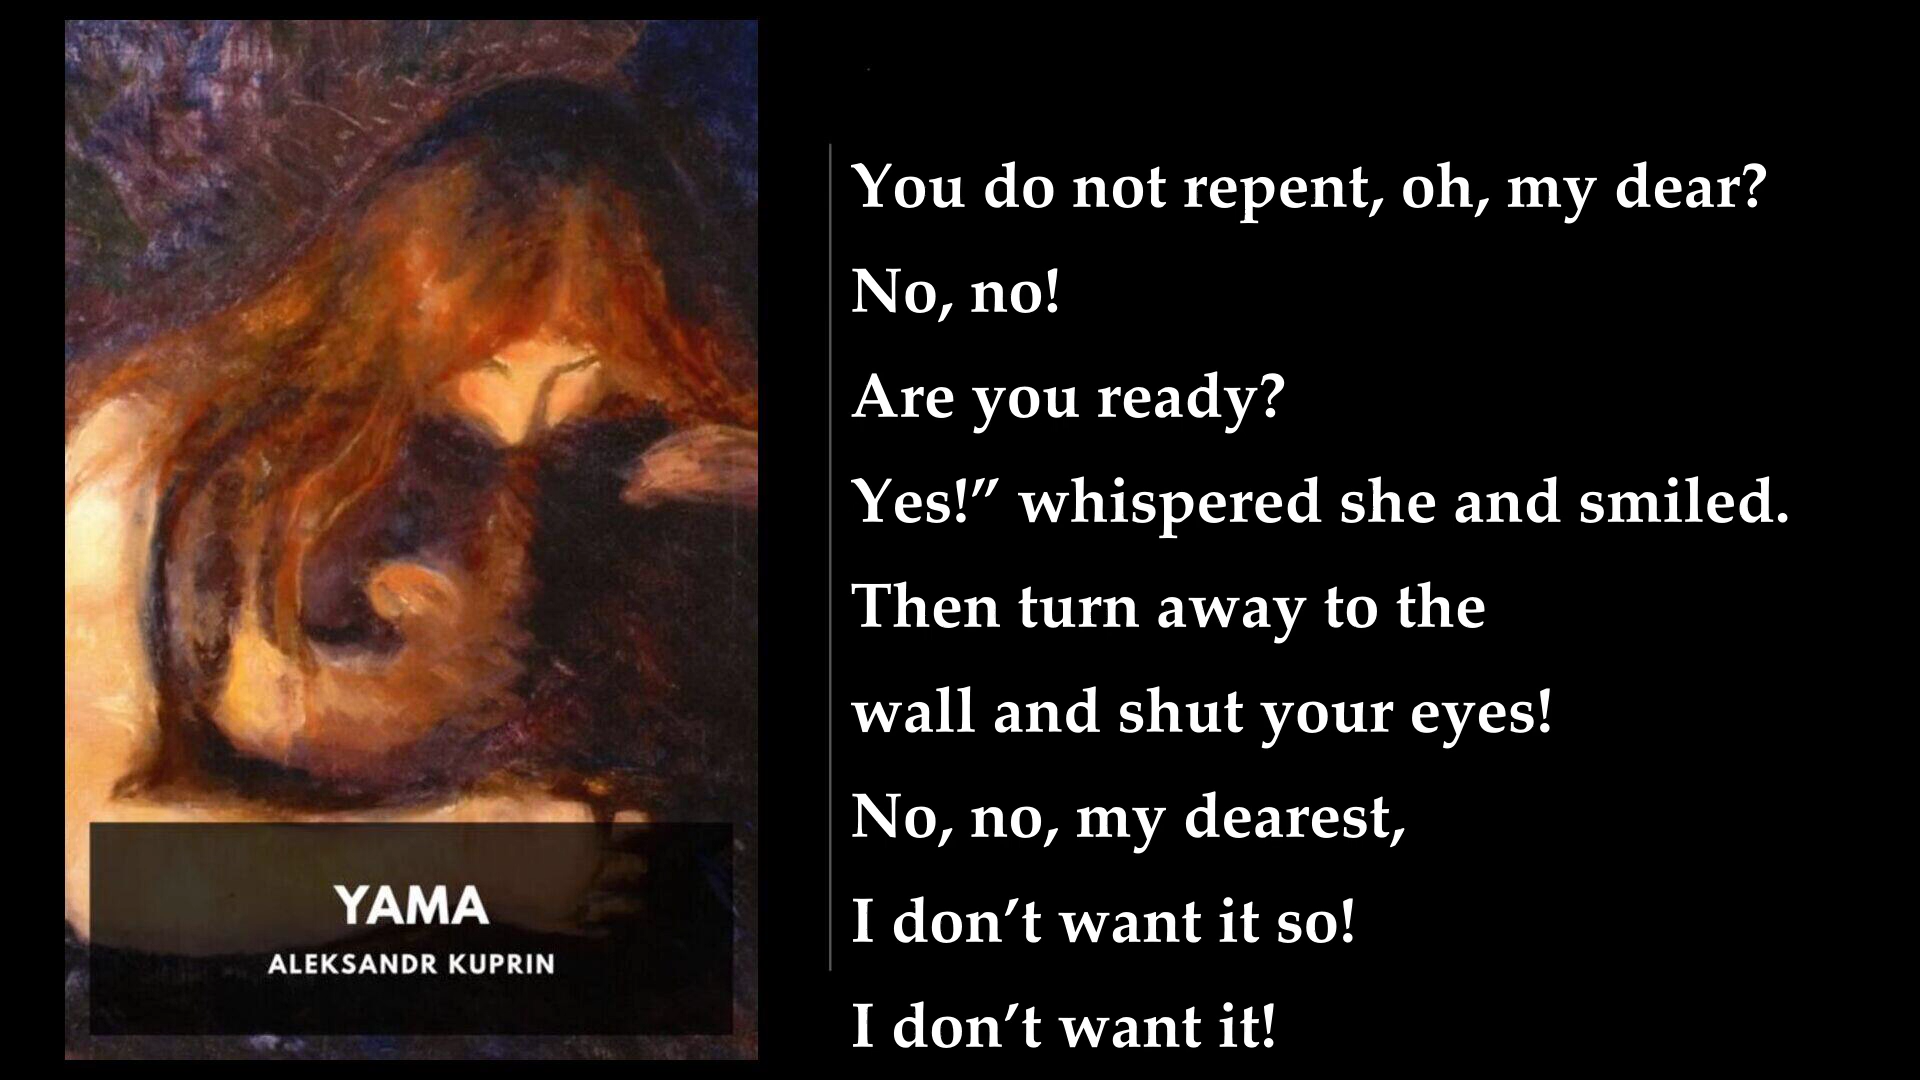 YAMA
ALEKSANDR KUPRIN
You do not repent, oh, my dear?
No, no!
Are you ready?
Yes!” whispered she and smiled.
Then turn away to the
wall and shut your eyes!
No, no, my dearest,
I don’t want it so!
I don’t want it!